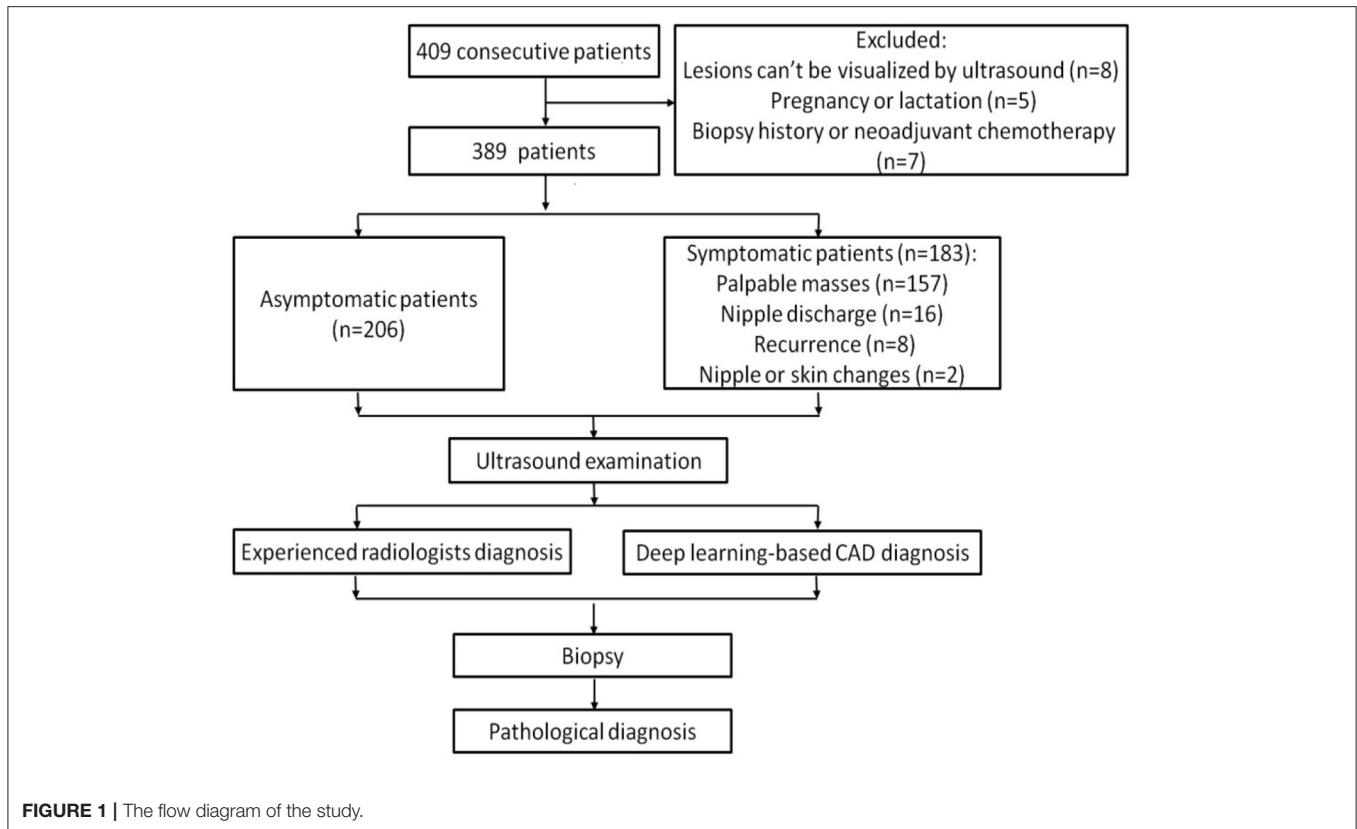 409 consecutive patients
Excluded:
Lesions can't be visualized by ultrasound (n=8)
Pregnancy or lactation (n=5)
Biopsy history or neoadjuvant chemotherapy
(n=7)
389 patients
Asymptomatic patients
(n=206)
Symptomatic patients (n=183):
Palpable masses (n=157)
Nipple discharge (n=16)
Recurrence (n=8)
Nipple or skin changes (n=2)
Ultrasound examination
Experienced radiologists diagnosis
Deep learning-based CAD diagnosis
Biopsy
Pathological diagnosis
FIGURE 1 | The flow diagram of the study.